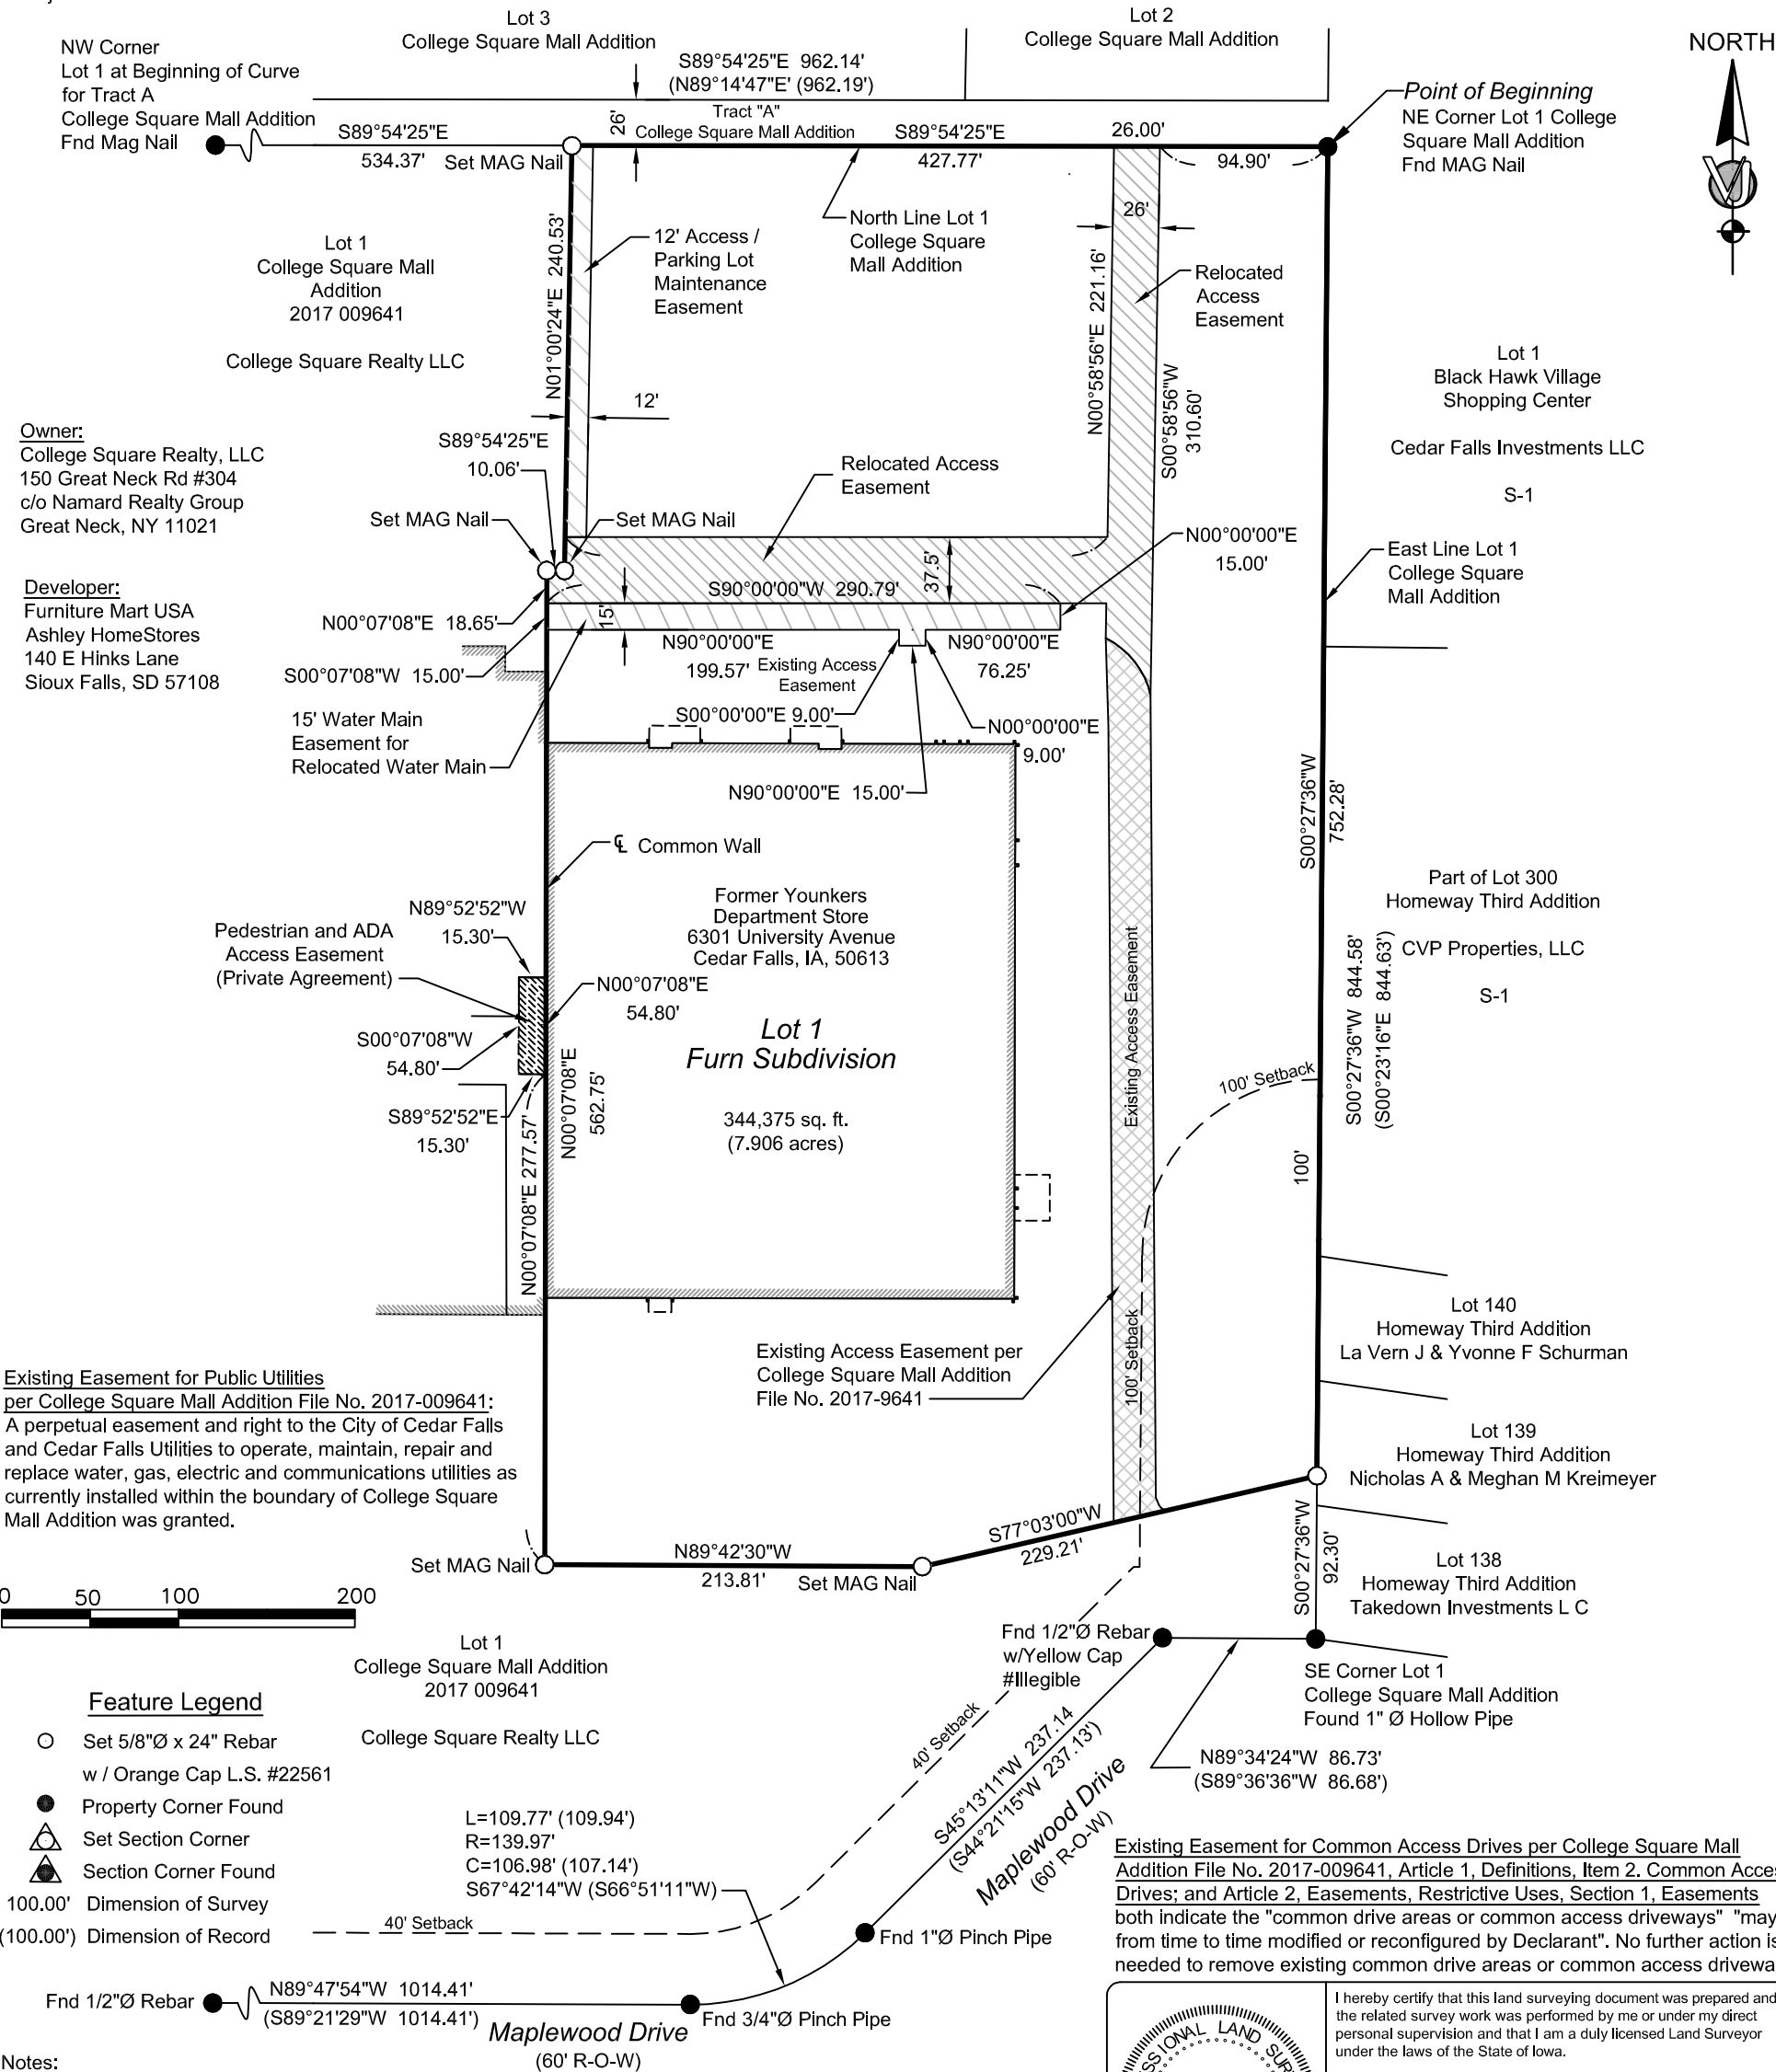 Lot 3
College Square Mall Addition
Lot 2
College Square Mall Addition
NORTH
NW Corner
Lot 1 at Beginning of Curve
for Tract A
College Square Mall Addition
Fnd Mag Nail
S89°54'25"E 962.14'
(N89°14'47"E' (962.19')
Tract "A"
College Square Mall Addition
26'
S89°54'25"E
534.37'
Set MAG Nail
S89°54'25"E
427.77'
26.00'
94.90'
Point of Beginning
NE Corner Lot 1 College
Square Mall Addition
Fnd MAG Nail
VJ
Lot 1
College Square Mall
Addition
2017 009641
College Square Realty LLC
N01°00'24"E 240.53'
12' Access /
Parking Lot
Maintenance
Easement
North Line Lot 1
College Square
Mall Addition
26'
N00°58'56"E 221.16'
Relocated
Access
Easement
S00°58'56"W
310.60'
Lot 1
Black Hawk Village
Shopping Center
Cedar Falls Investments LLC
S-1
12'
Owner:
College Square Realty, LLC
150 Great Neck Rd #304
c/o Namard Realty Group
Great Neck, NY 11021
S89°54'25"E
10.06'
Set MAG Nail
Set MAG Nail
Relocated Access
Easement
N00°00'00"E
15.00'
East Line Lot 1
College Square
Mall Addition
Developer:
Furniture Mart USA
Ashley HomeStores
140 E Hinks Lane
Sioux Falls, SD 57108
N00°07'08"E 18.65'
S00°07'08"W 15.00'
S90°00'00"W 290.79'
37.5'
15'
N90°00'00"E
199.57'
Existing Access
Easement
N90°00'00"E
76.25'
S00°00'00"E 9.00'
N00°00'00"E
9.00'
N90°00'00"E 15.00'
15' Water Main
Easement for
Relocated Water Main
℄ Common Wall
Former Younkers
Department Store
6301 University Avenue
Cedar Falls, IA, 50613
S00°27'36"W
752.28'
Part of Lot 300
Homeway Third Addition
CVP Properties, LLC
S-1
S00°27'36"W 844.58'
(S00°23'16"E 844.63')
N89°52'52"W
15.30'
Pedestrian and ADA
Access Easement
(Private Agreement)
N00°07'08"E
54.80'
S00°07'08"W
54.80'
S89°52'52"E
15.30'
Lot 1
Furn Subdivision
344,375 sq. ft.
(7.906 acres)
N00°07'08"E
562.75'
N00°07'08"E 277.57'
Existing Access Easement
100' Setback
100'
100' Setback
Existing Access Easement per
College Square Mall Addition
File No. 2017-9641
Lot 140
Homeway Third Addition
La Vern J & Yvonne F Schurman
Lot 139
Homeway Third Addition
Nicholas A & Meghan M Kreimeyer
Existing Easement for Public Utilities
per College Square Mall Addition File No. 2017-009641:
A perpetual easement and right to the City of Cedar Falls
and Cedar Falls Utilities to operate, maintain, repair and
replace water, gas, electric and communications utilities as
currently installed within the boundary of College Square
Mall Addition was granted.
Set MAG Nail
N89°42'30"W
213.81'
Set MAG Nail
S77°03'00"W
229.21'
S00°27'36"W
92.30'
Lot 138
Homeway Third Addition
Takedown Investments L C
0 50 100 200
Lot 1
College Square Mall Addition
2017 009641
College Square Realty LLC
Fnd 1/2"Ø Rebar
w/Yellow Cap
#Illegible
SE Corner Lot 1
College Square Mall Addition
Found 1" Ø Hollow Pipe
N89°34'24"W 86.73'
(S89°36'36"W 86.68')
Feature Legend
Set 5/8"Ø x 24" Rebar
w / Orange Cap L.S. #22561
Property Corner Found
Set Section Corner
Section Corner Found
100.00' Dimension of Survey
(100.00') Dimension of Record
40' Setback
S45°13'11"W 237.14
(S44°21'15"W 237.13')
Maplewood Drive
(60' R-O-W)
L=109.77' (109.94')
R=139.97'
C=106.98' (107.14')
S67°42'14"W (S66°51'11"W)
40' Setback
Fnd 1"Ø Pinch Pipe
Fnd 1/2"Ø Rebar
N89°47'54"W 1014.41'
(S89°21'29"W 1014.41')
Fnd 3/4"Ø Pinch Pipe
Maplewood Drive
(60' R-O-W)
Existing Easement for Common Access Drives per College Square Mall
Addition File No. 2017-009641, Article 1, Definitions, Item 2. Common Acce
Drives; and Article 2, Easements, Restrictive Uses, Section 1, Easements
both indicate the "common drive areas or common access driveways" "may
from time to time modified or reconfigured by Declarant". No further action is
needed to remove existing common drive areas or common access drivewa
SSIONAL LAND SUR
I hereby certify that this land surveying document was prepared and
the related survey work was performed by me or under my direct
personal supervision and that I am a duly licensed Land Surveyor
under the laws of the State of Iowa.
Notes: